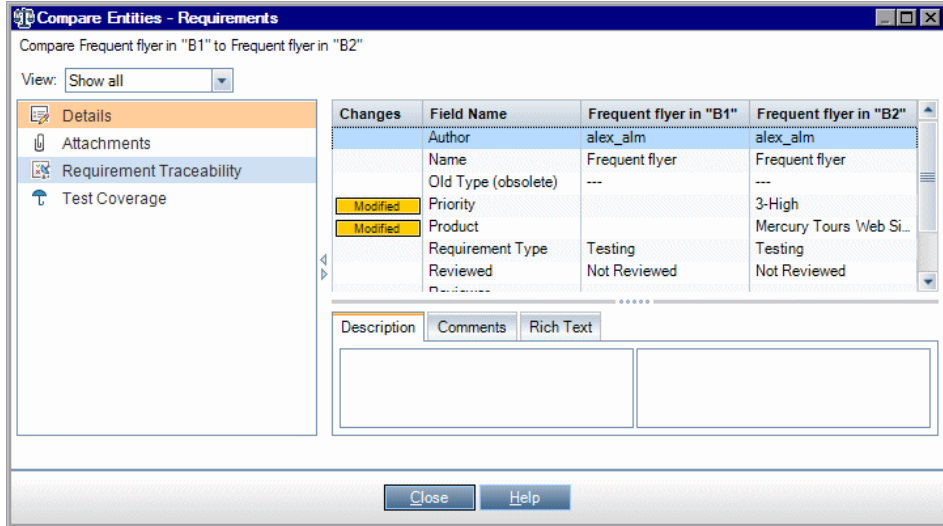 Compare Entities - Requirements
Compare Frequent flyer in "B1" to Frequent flyer in "B2"
View: Show all
Details
Attachments
Requirement Traceability
Test Coverage
Changes Field Name Frequent flyer in "B1" Frequent flyer in "B2"
Author alex_alm alex_alm
Name Frequent flyer Frequent flyer
Old Type (obsolete) --- ---
Modified Priority 3-High
Modified Product Mercury Tours Web Si...
Requirement Type Testing Testing
Reviewed Not Reviewed Not Reviewed
Description Comments Rich Text
Close Help